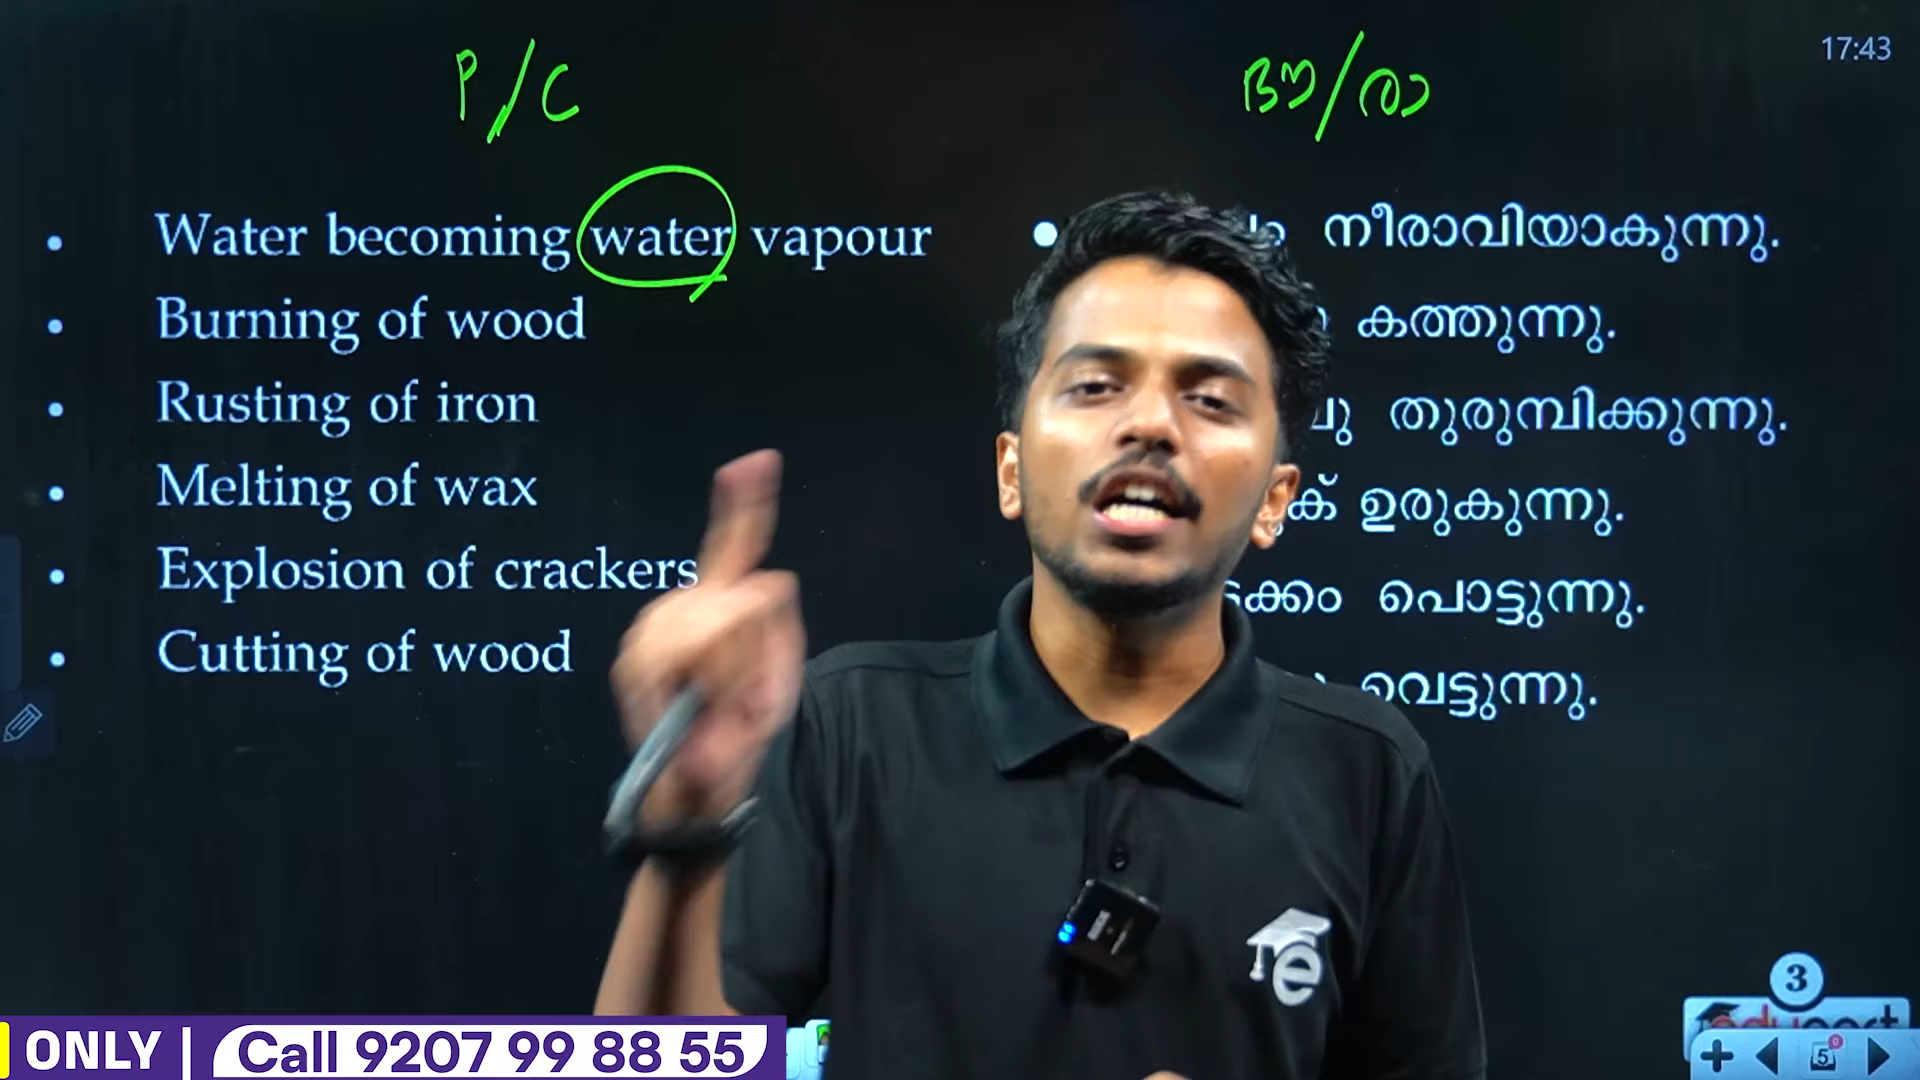 P/C
ഭൗ/രാ
17:43
Water becoming water vapour
നീരാവിയാകുന്നു.
Burning of wood
കത്തുന്നു.
Rusting of iron
തുരുമ്പിക്കുന്നു.
Melting of wax
ഉരുകുന്നു.
Explosion of crackers
പൊട്ടുന്നു.
Cutting of wood
വെട്ടുന്നു.
e
3
5
ONLY | Call 9207 99 88 55